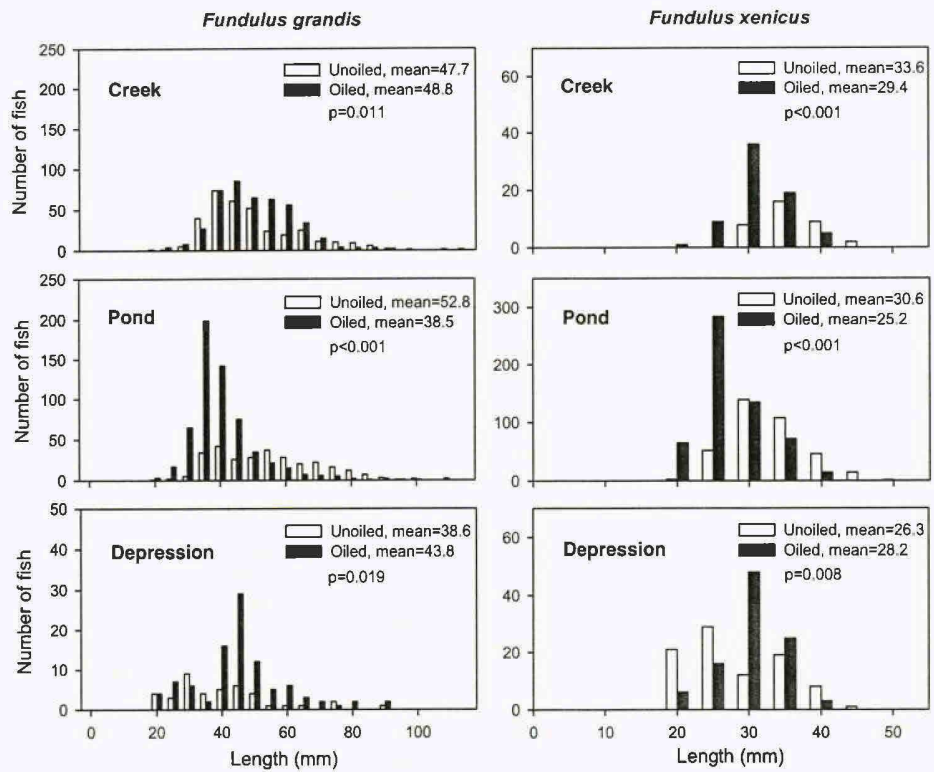 Fundulus grandis
Fundulus xenicus
Number of fish
250
200
150
100
50
0
Creek
Unoiled, mean=47.7
Oiled, mean=48.8
p=0.011
60
40
20
0
Creek
Unoiled, mean=33.6
Oiled, mean=29.4
p<0.001
Number of fish
250
200
150
100
50
0
Pond
Unoiled, mean=52.8
Oiled, mean=38.5
p<0.001
300
200
100
0
Pond
Unoiled, mean=30.6
Oiled, mean=25.2
p<0.001
Number of fish
50
40
30
20
10
0
Depression
Unoiled, mean=38.6
Oiled, mean=43.8
p=0.019
0 20 40 60 80 100
Length (mm)
60
40
20
0
Depression
Unoiled, mean=26.3
Oiled, mean=28.2
p=0.008
0 10 20 30 40 50
Length (mm)